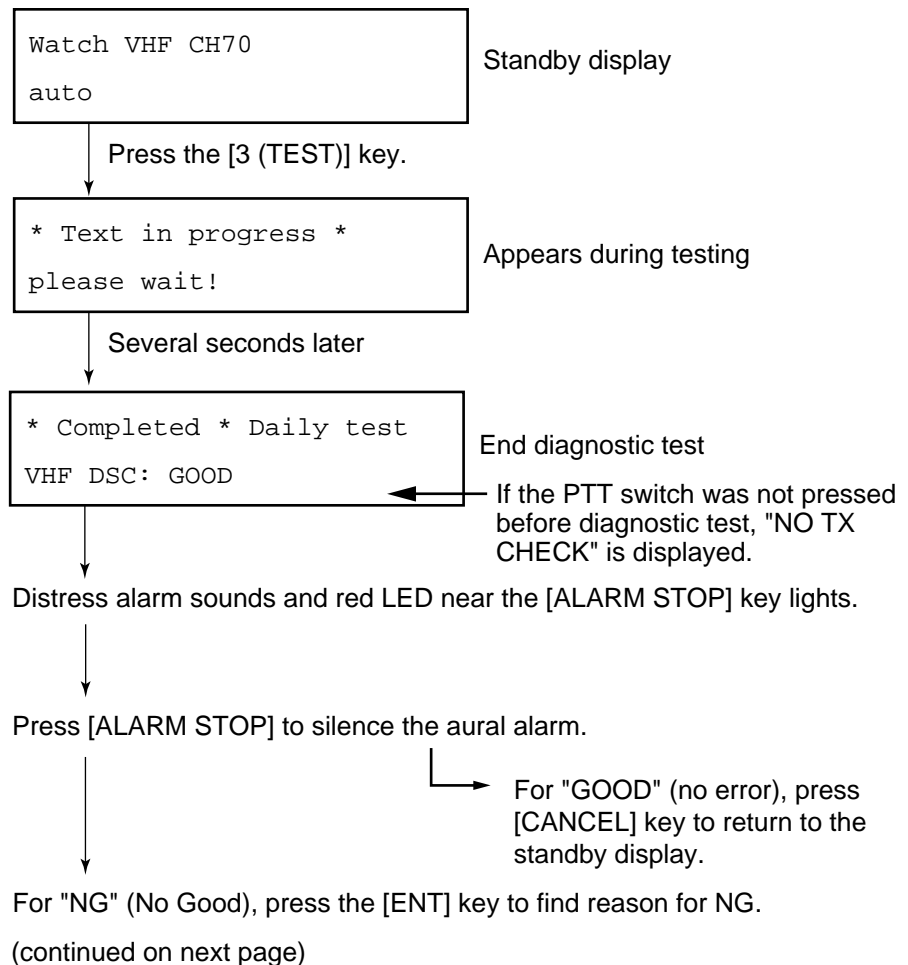 Watch VHF CH70
auto
Standby display
Press the [3 (TEST)] key.
* Text in progress *
please wait!
Appears during testing
Several seconds later
* Completed * Daily test
VHF DSC: GOOD
End diagnostic test
If the PTT switch was not pressed
before diagnostic test, "NO TX
CHECK" is displayed.
Distress alarm sounds and red LED near the [ALARM STOP] key lights.
Press [ALARM STOP] to silence the aural alarm.
For "GOOD" (no error), press
[CANCEL] key to return to the
standby display.
For "NG" (No Good), press the [ENT] key to find reason for NG.
(continued on next page)